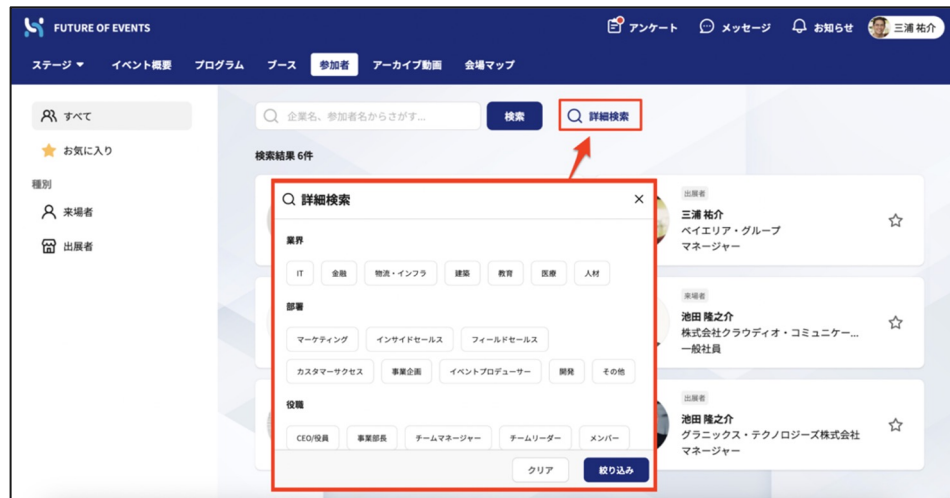 FUTURE OF EVENTS
アンケート
メッセージ
お知らせ
三浦 祐介
ステージ
イベント概要
プログラム
ブース
参加者
アーカイブ動画
会場マップ
すべて
お気に入り
種別
来場者
出展者
企業名、参加者名からさがす...
検索
詳細検索
検索結果 6件
詳細検索
業界
IT
金融
物流・インフラ
建築
教育
医療
人材
部署
マーケティング
インサイドセールス
フィールドセールス
カスタマーサクセス
事業企画
イベントプロデューサー
開発
その他
役職
CEO/役員
事業部長
チームマネージャー
チームリーダー
メンバー
クリア
絞り込み
出展者
三浦 祐介
ベイエリア・グループ
マネージャー
来場者
池田 隆之介
株式会社クラウディオ・コミュニケー...
一般社員
出展者
池田 隆之介
グラニックス・テクノロジーズ株式会社
マネージャー